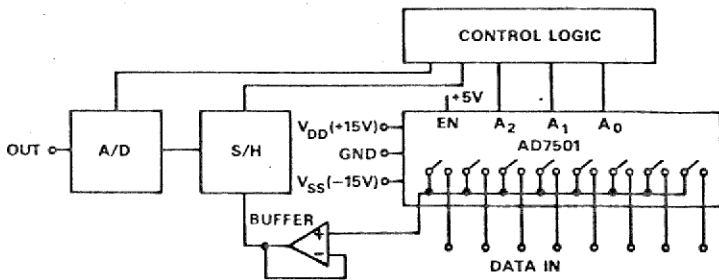 CONTROL LOGIC
+5V
EN A2 A1 A0
AD7501
VDD(+15V)
GND
VSS(-15V)
OUT
A/D
S/H
BUFFER
+
−
DATA IN